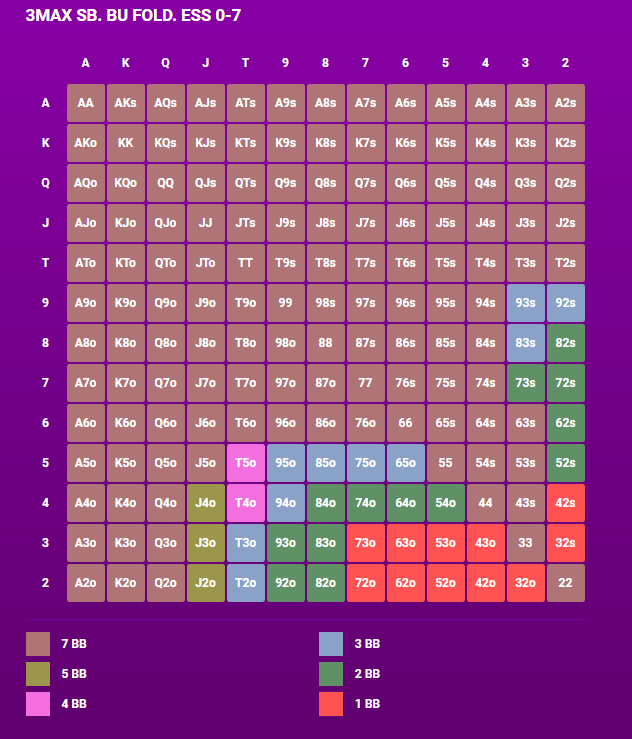 3MAX SB. BU FOLD. ESS 0-7
A K Q J T 9 8 7 6 5 4 3 2
A AA AKs AQs AJs ATs A9s A8s A7s A6s A5s A4s A3s A2s
K AKo KK KQs KJs KTs K9s K8s K7s K6s K5s K4s K3s K2s
Q AQo KQo QQ QJs QTs Q9s Q8s Q7s Q6s Q5s Q4s Q3s Q2s
J AJo KJo QJo JJ JTs J9s J8s J7s J6s J5s J4s J3s J2s
T ATo KTo QTo JTo TT T9s T8s T7s T6s T5s T4s T3s T2s
9 A9o K9o Q9o J9o T9o 99 98s 97s 96s 95s 94s 93s 92s
8 A8o K8o Q8o J8o T8o 98o 88 87s 86s 85s 84s 83s 82s
7 A7o K7o Q7o J7o T7o 97o 87o 77 76s 75s 74s 73s 72s
6 A6o K6o Q6o J6o T6o 96o 86o 76o 66 65s 64s 63s 62s
5 A5o K5o Q5o J5o T5o 95o 85o 75o 65o 55 54s 53s 52s
4 A4o K4o Q4o J4o T4o 94o 84o 74o 64o 54o 44 43s 42s
3 A3o K3o Q3o J3o T3o 93o 83o 73o 63o 53o 43o 33 32s
2 A2o K2o Q2o J2o T2o 92o 82o 72o 62o 52o 42o 32o 22
7 BB 3 BB
5 BB 2 BB
4 BB 1 BB